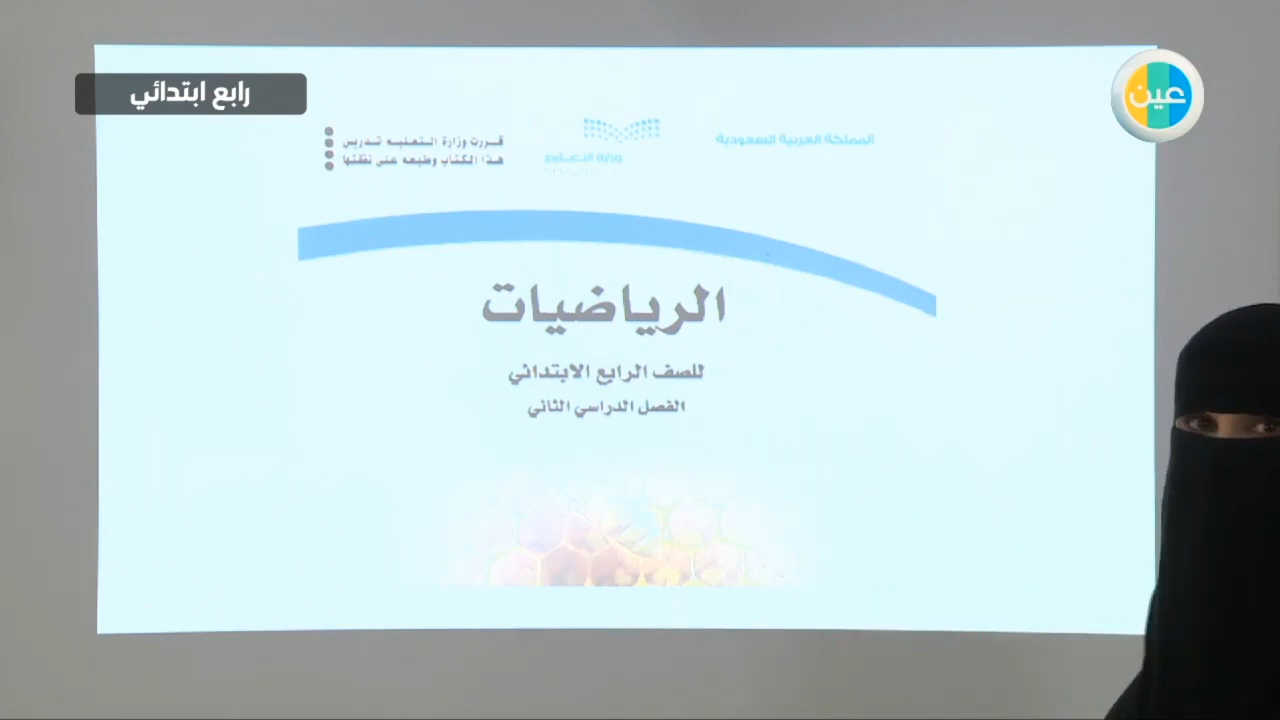 رابع ابتدائي
عين
المملكة العربية السعودية
وزارة التعليم
قررت وزارة التعليم تدريس
هذا الكتاب وطبعه على نفقتها
الرياضيات
للصف الرابع الابتدائي
الفصل الدراسي الثاني